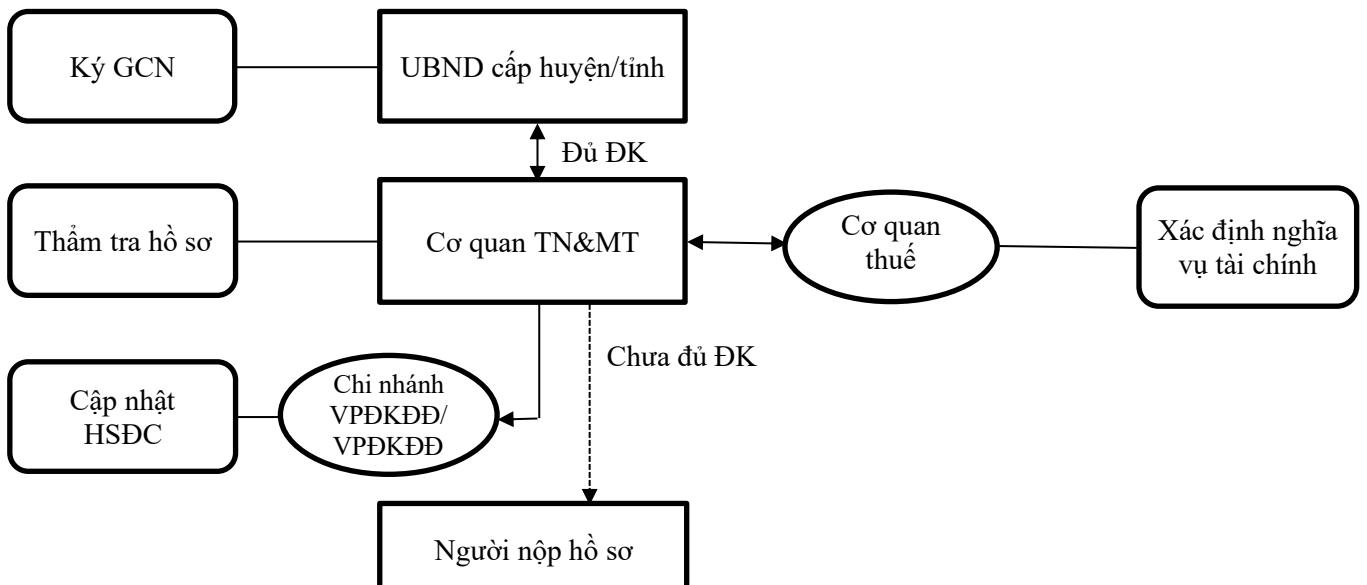 Ký GCN
UBND cấp huyện/tỉnh
Đủ ĐK
Thẩm tra hồ sơ
Cơ quan TN&MT
Cơ quan
thuế
Xác định nghĩa
vụ tài chính
Chưa đủ ĐK
Cập nhật
HSĐC
Chi nhánh
VPĐKĐĐ/
VPĐKĐĐ
Người nộp hồ sơ